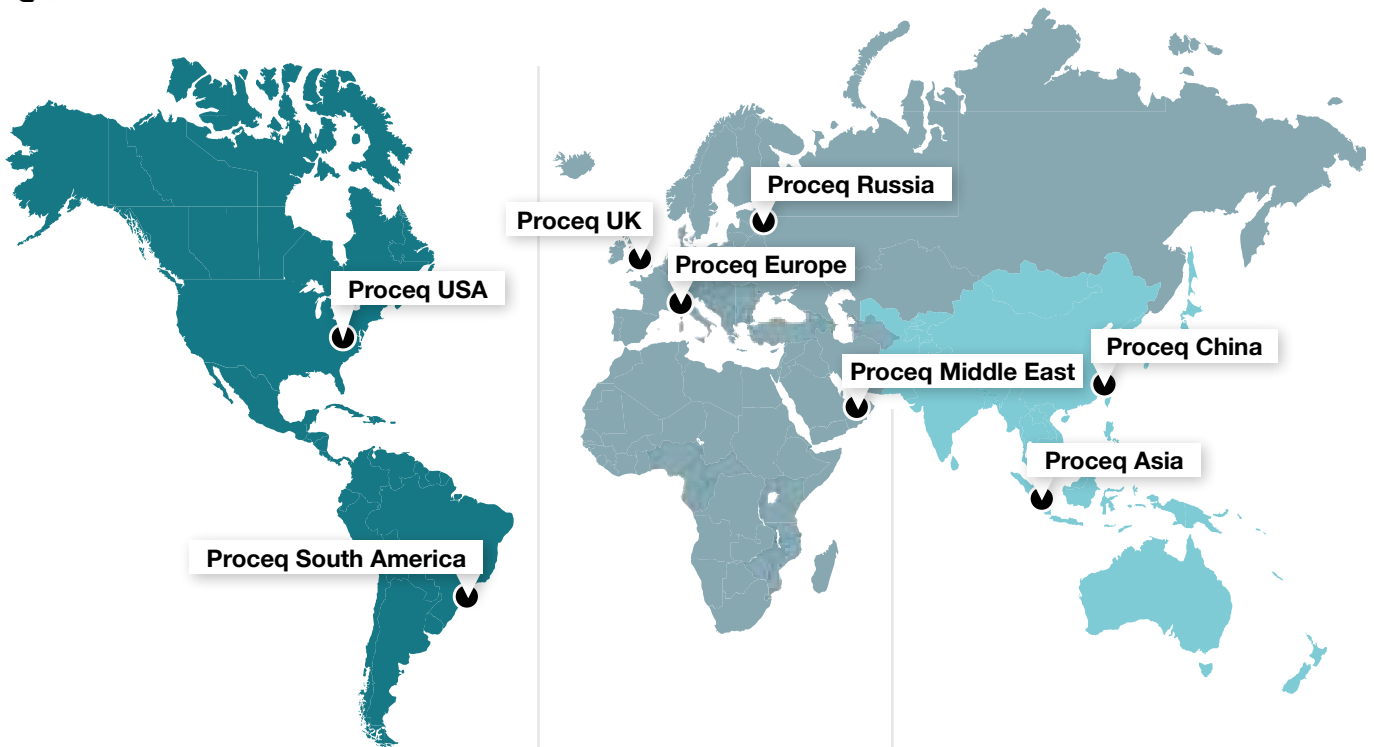 Proceq Russia
Proceq UK
Proceq Europe
Proceq USA
Proceq China
Proceq Middle East
Proceq Asia
Proceq South America